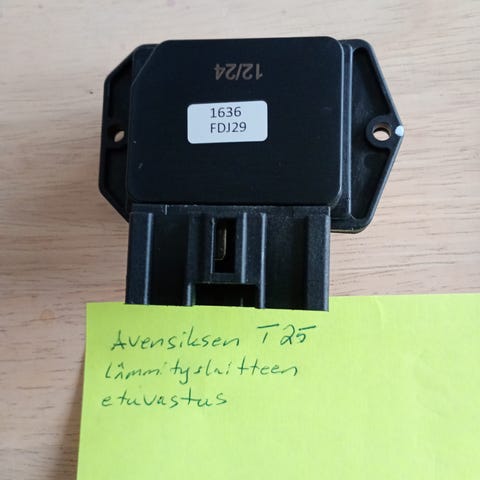 12/24
1636
FDJ29
Avensiksen T25
lämmityslaitteen
etuvastus